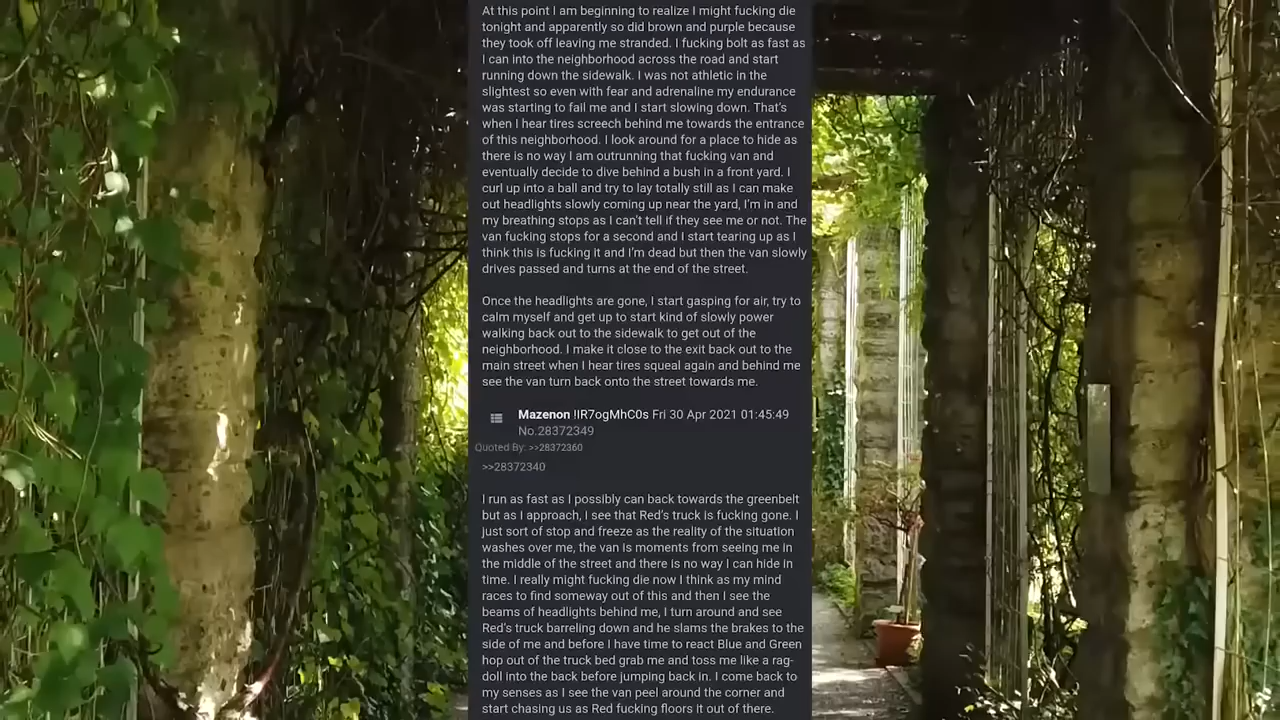 At this point I am beginning to realize I might fucking die
tonight and apparently so did brown and purple because
they took off leaving me stranded. I fucking bolt as fast as
I can into the neighborhood across the road and start
running down the sidewalk. I was not athletic in the
slightest so even with fear and adrenaline my endurance
was starting to fail me and I start slowing down. That's
when I hear tires screech behind me towards the entrance
of this neighborhood. I look around for a place to hide as
there is no way I am outrunning that fucking van and
eventually decide to dive behind a bush in a front yard. I
curl up into a ball and try to lay totally still as I can make
out headlights slowly coming up near the yard, I'm in and
my breathing stops as I can't tell if they see me or not. The
van fucking stops for a second and I start tearing up as I
think this is fucking it and I'm dead but then the van slowly
drives passed and turns at the end of the street.
Once the headlights are gone, I start gasping for air, try to
calm myself and get up to start kind of slowly power
walking back out to the sidewalk to get out of the
neighborhood. I make it close to the exit back out to the
main street when I hear tires squeal again and behind me
see the van turn back onto the street towards me.
Mazenon !lR7ogMhC0s Fri 30 Apr 2021 01:45:49
No.28372349
Quoted By: >>28372360
>>28372340
I run as fast as I possibly can back towards the greenbelt
but as I approach, I see that Red's truck is fucking gone. I
just sort of stop and freeze as the reality of the situation
washes over me, the van is moments from seeing me in
the middle of the street and there is no way I can hide in
time. I really might fucking die now I think as my mind
races to find someway out of this and then I see the
beams of headlights behind me, I turn around and see
Red's truck barreling down and he slams the brakes to the
side of me and before I have time to react Blue and Green
hop out of the truck bed grab me and toss me like a rag-
doll into the back before jumping back in. I come back to
my senses as I see the van peel around the corner and
start chasing us as Red fucking floors it out of there.